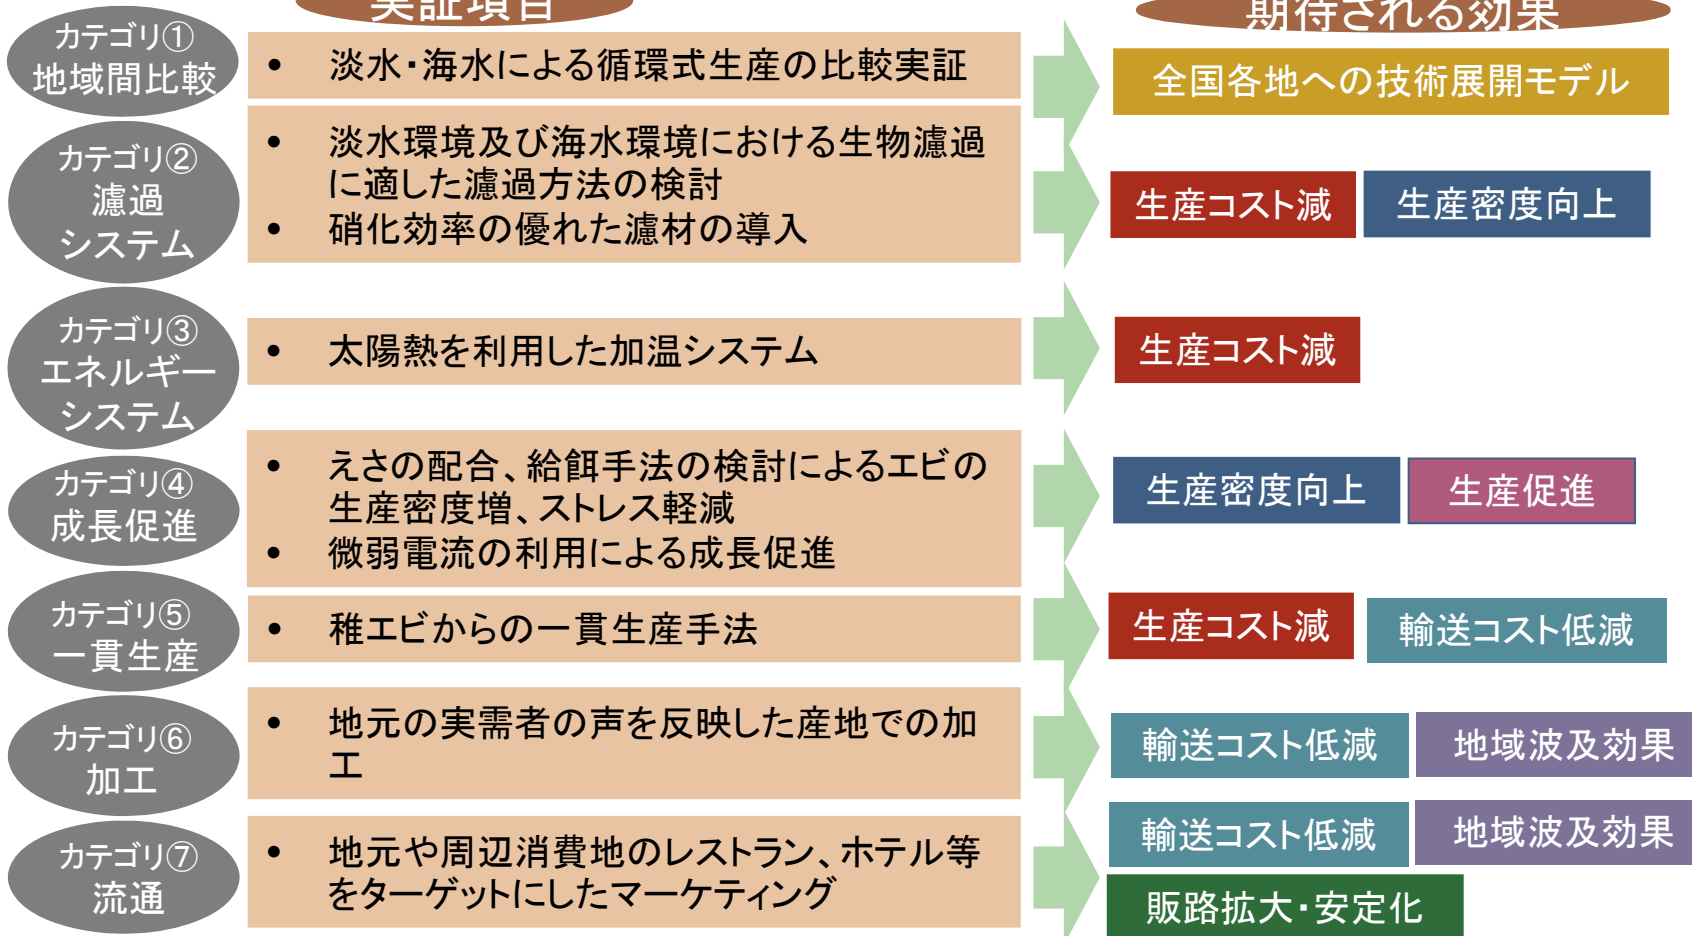 実証項目
期待される効果
カテゴリ①
地域間比較
• 淡水・海水による循環式生産の比較実証
全国各地への技術展開モデル
カテゴリ②
濾過
システム
• 淡水環境及び海水環境における生物濾過
に適した濾過方法の検討
• 硝化効率の優れた濾材の導入
生産コスト減
生産密度向上
カテゴリ③
エネルギー
システム
• 太陽熱を利用した加温システム
生産コスト減
カテゴリ④
成長促進
• えさの配合、給餌手法の検討によるエビの
生産密度増、ストレス軽減
• 微弱電流の利用による成長促進
生産密度向上
生産促進
カテゴリ⑤
一貫生産
• 稚エビからの一貫生産手法
生産コスト減
輸送コスト低減
カテゴリ⑥
加工
• 地元の実需者の声を反映した産地での加
工
輸送コスト低減
地域波及効果
カテゴリ⑦
流通
• 地元や周辺消費地のレストラン、ホテル等
をターゲットにしたマーケティング
輸送コスト低減
地域波及効果
販路拡大・安定化